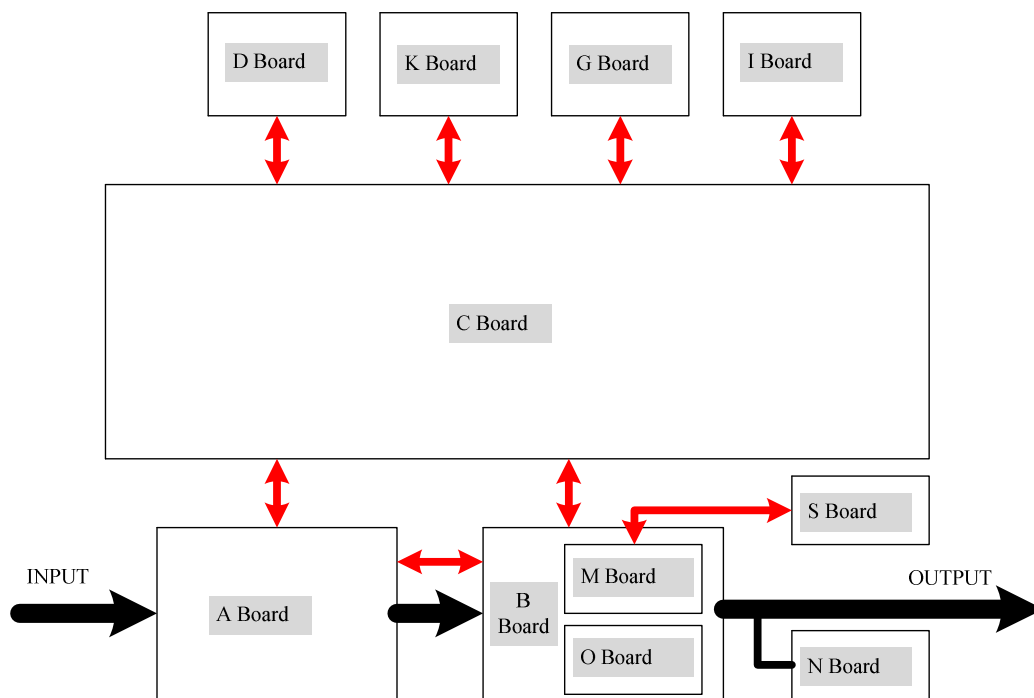 D Board
K Board
G Board
I Board
C Board
S Board
INPUT
M Board
OUTPUT
A Board
B
Board
O Board
N Board